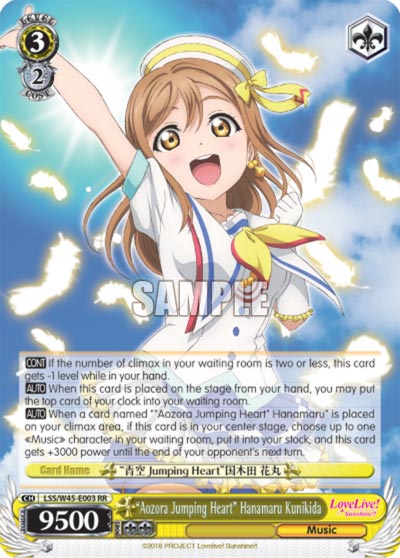 LEVEL
3
2
COST
SAMPLE
CONT If the number of climax in your waiting room is two or less, this card
gets -1 level while in your hand.
AUTO When this card is placed on the stage from your hand, you may put
the top card of your clock into your waiting room.
AUTO When a card named ""Aozora Jumping Heart" Hanamaru" is placed
on your climax area, if this card is in your center stage, choose up to one
≪Music≫ character in your waiting room, put it into your stock, and this card
gets +3000 power until the end of your opponent's next turn.
Card Name "青空 Jumping Heart"国木田 花丸
CH LSS/W45-E003 RR
"Aozora Jumping Heart" Hanamaru Kunikida
LoveLive!
Sunshine!!
9500
Music
©2016 PROJECT Lovelive! Sunshine!!